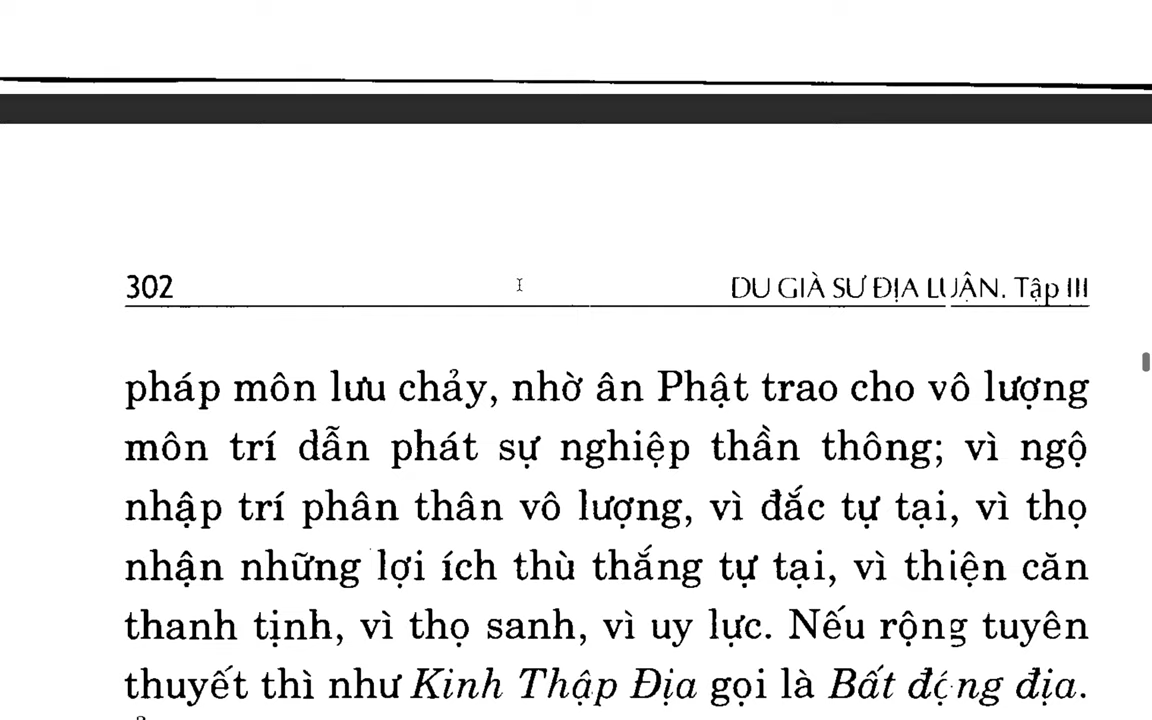 302 DU GIÀ SƯ ĐỊA LUẬN. Tập III
pháp môn lưu chảy, nhờ ân Phật trao cho vô lượng
môn trí dẫn phát sự nghiệp thần thông; vì ngộ
nhập trí phân thân vô lượng, vì đắc tự tại, vì thọ
nhận những lợi ích thù thắng tự tại, vì thiện căn
thanh tịnh, vì thọ sanh, vì uy lực. Nếu rộng tuyên
thuyết thì như Kinh Thập Địa gọi là Bất động địa.